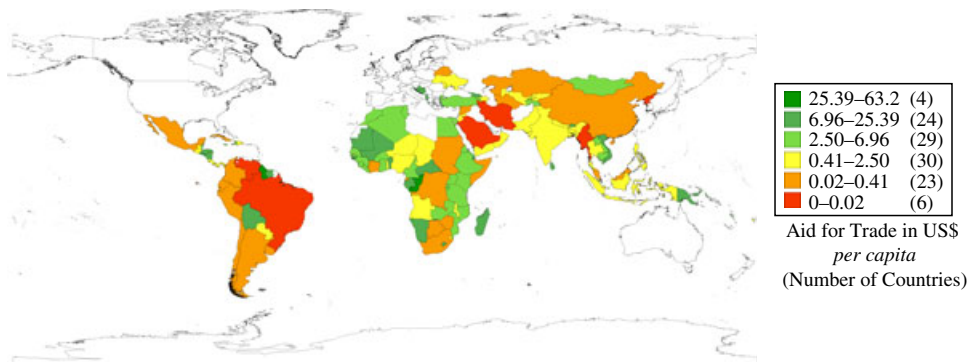 25.39–63.2 (4)
6.96–25.39 (24)
2.50–6.96 (29)
0.41–2.50 (30)
0.02–0.41 (23)
0–0.02 (6)
Aid for Trade in US$
per capita
(Number of Countries)